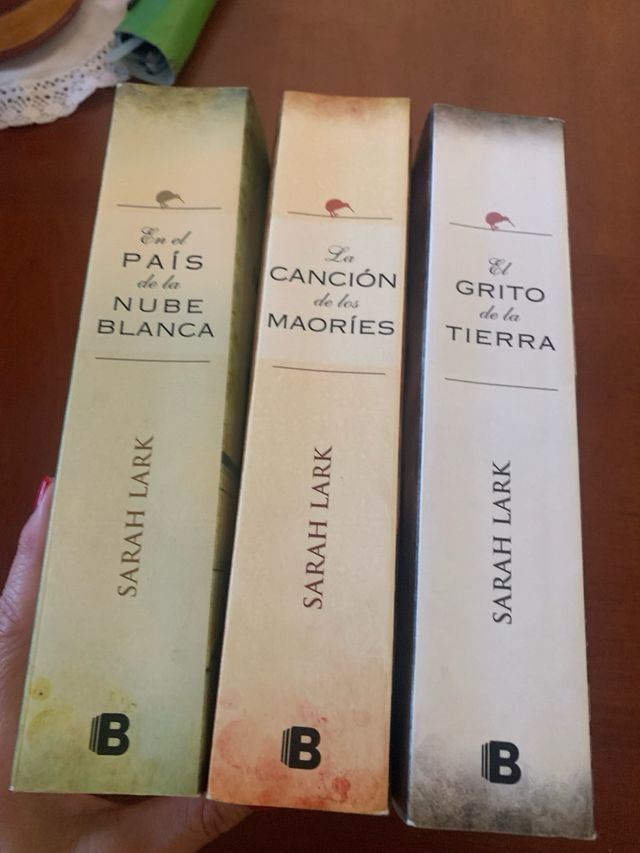 En el
PAÍS
de la
NUBE
BLANCA
SARAH LARK
B
La
CANCIÓN
de los
MAORÍES
SARAH LARK
B
El
GRITO
de la
TIERRA
SARAH LARK
B